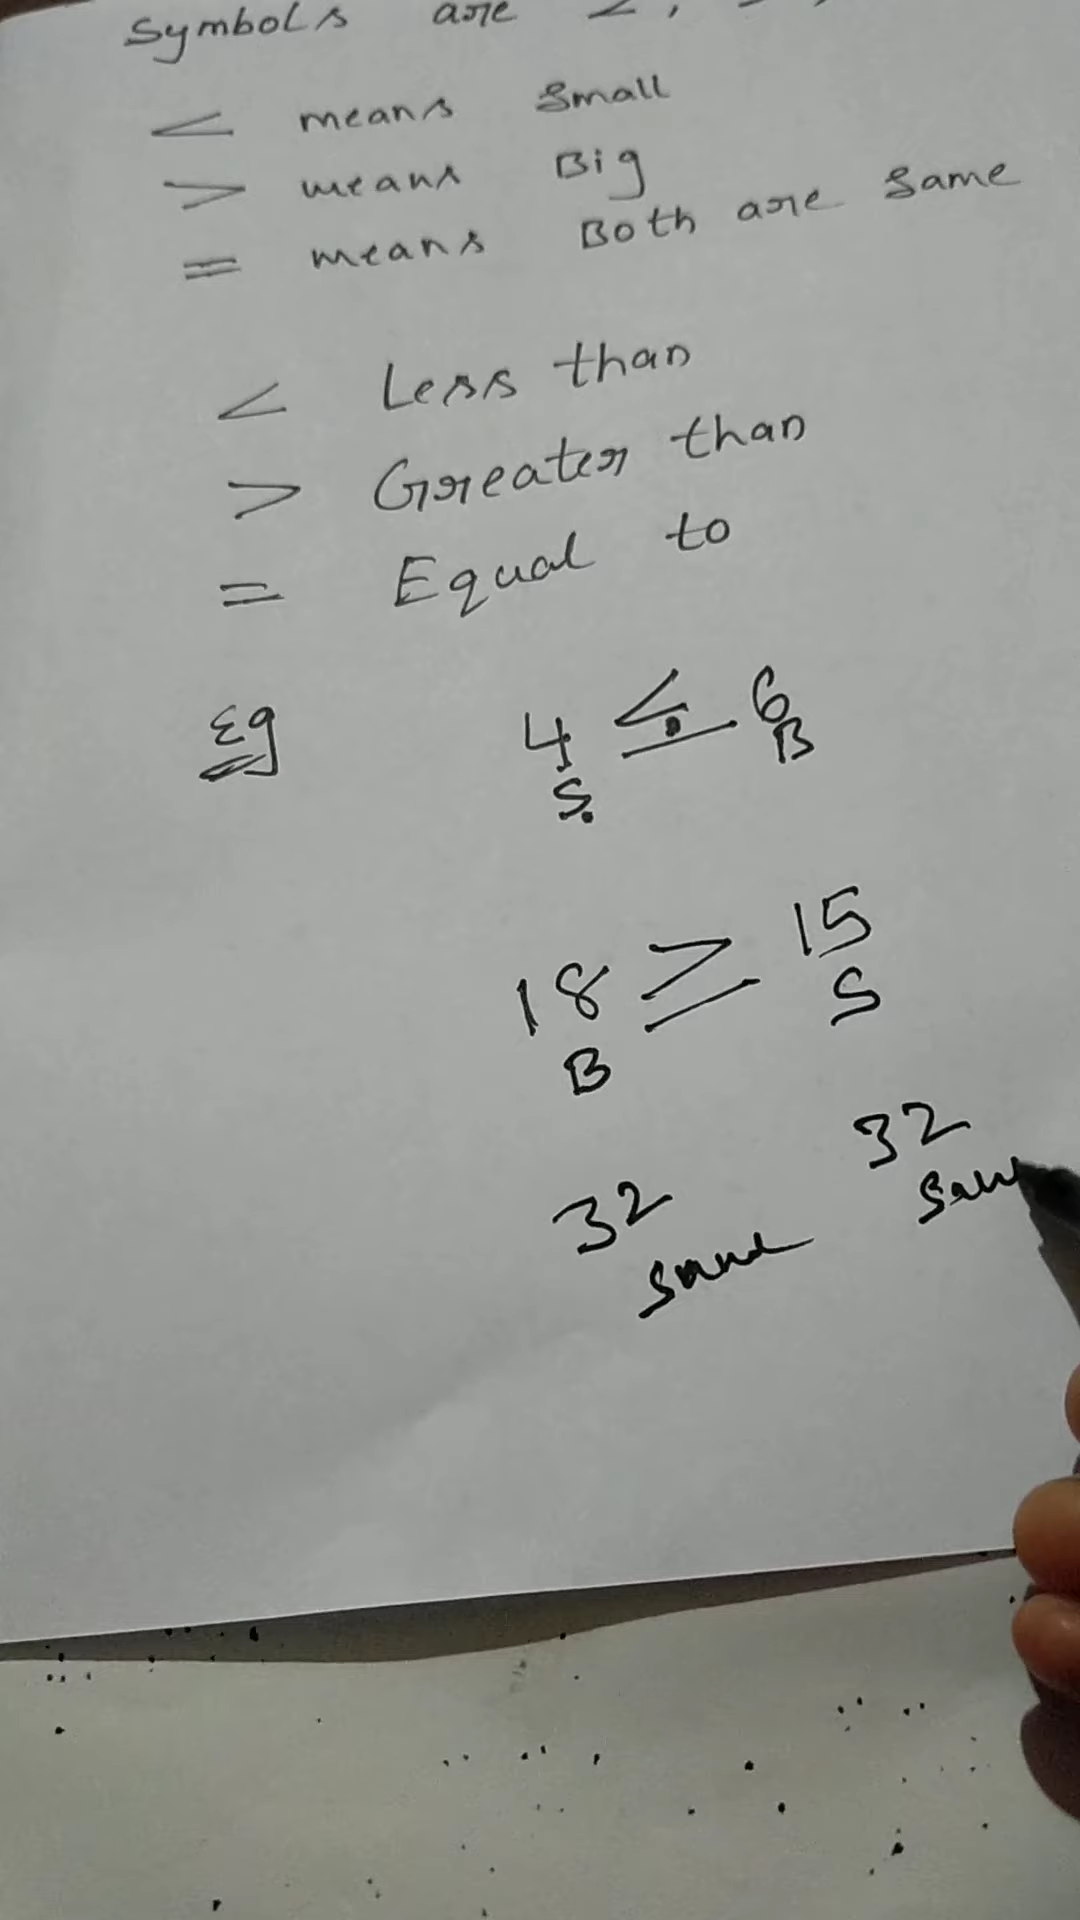 Symbols are <, 
< means Small
> means Big
= means Both are Same
< Less than
> Greater than
= Equal to
Eg 4 < 6
S. B
18 > 15
B S
32 32
Same